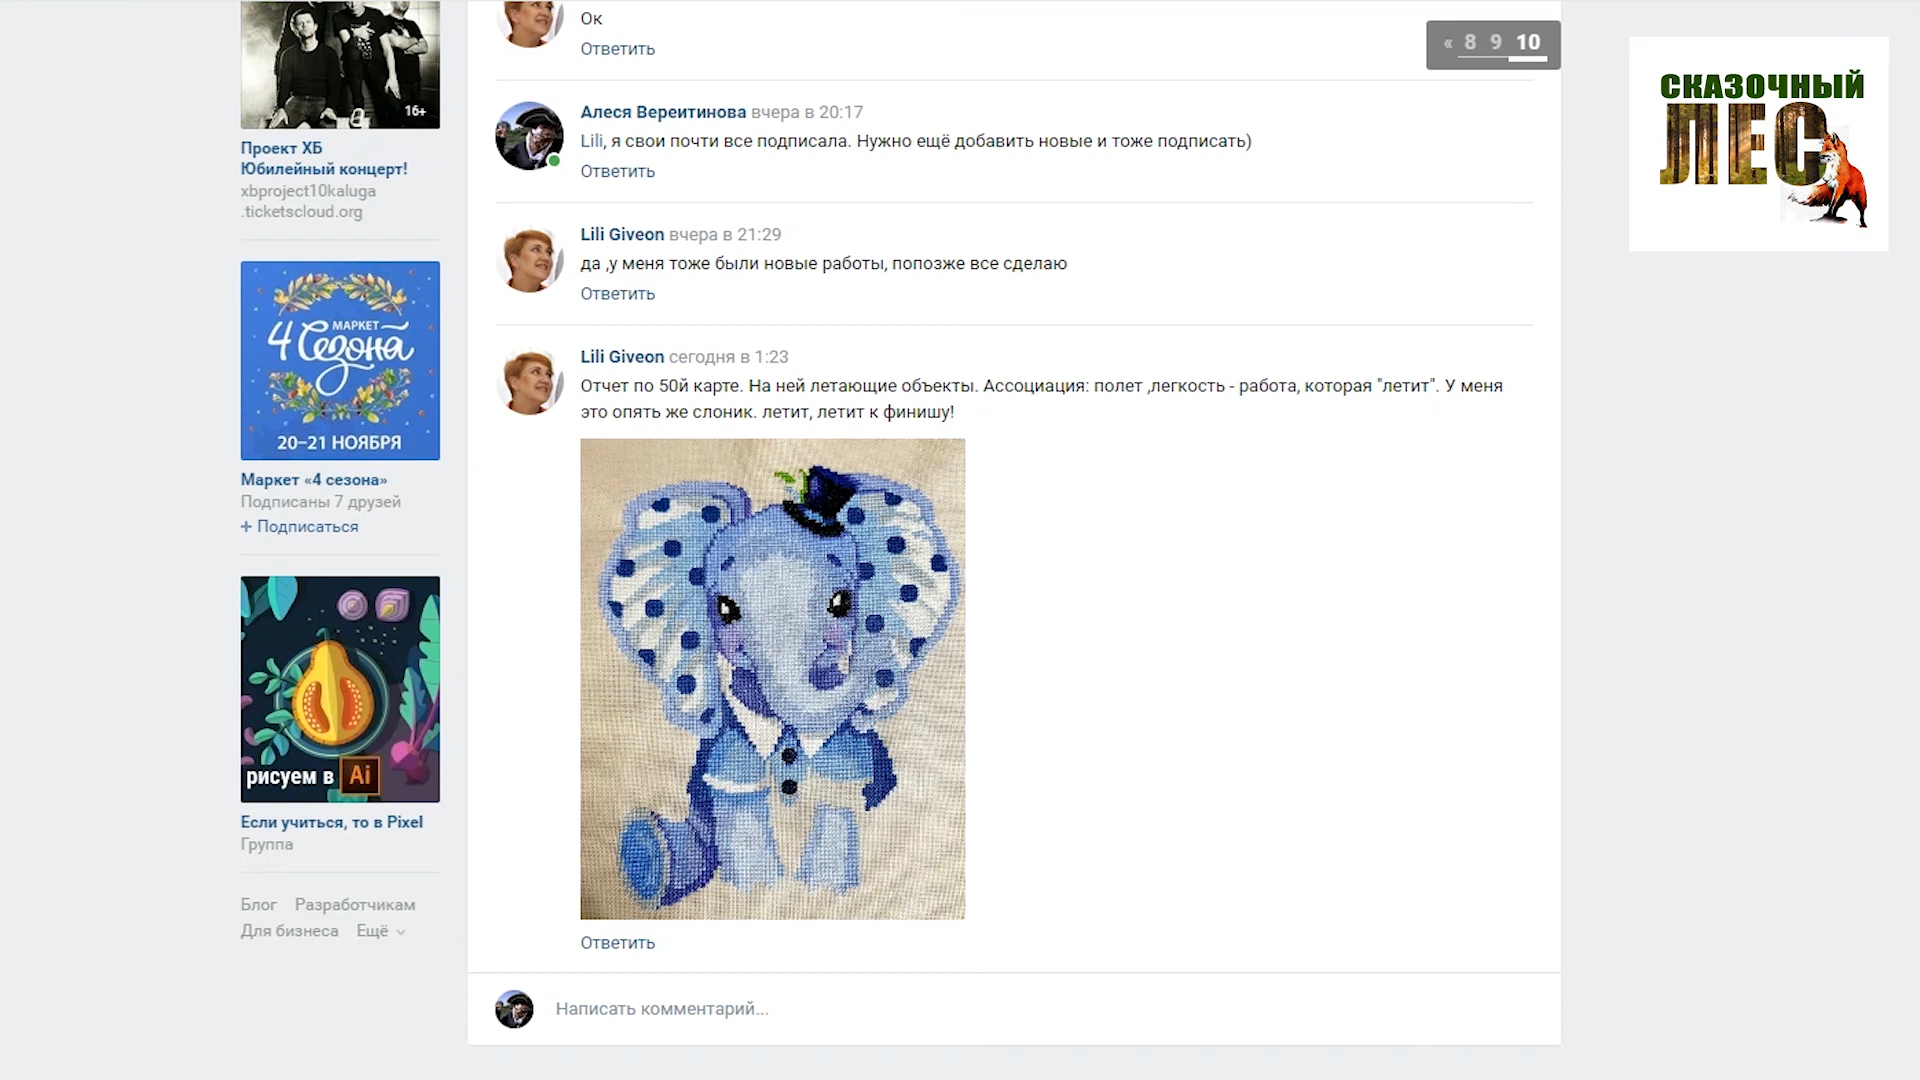 16+
Проект ХБ
Юбилейный концерт!
xbproject10kaluga
.ticketscloud.org
МАРКЕТ
4 Сезона
20–21 НОЯБРЯ
Маркет «4 сезона»
Подписаны 7 друзей
+ Подписаться
рисуем в Ai
Если учиться, то в Pixel
Группа
Блог Разработчикам
Для бизнеса Ещё
Ок
Ответить
Алеся Вереитинова вчера в 20:17
Lili, я свои почти все подписала. Нужно ещё добавить новые и тоже подписать)
Ответить
Lili Giveon вчера в 21:29
да ,у меня тоже были новые работы, попозже все сделаю
Ответить
Lili Giveon сегодня в 1:23
Отчет по 50й карте. На ней летающие объекты. Ассоциация: полет ,легкость - работа, которая "летит". У меня
это опять же слоник. летит, летит к финишу!
Ответить
Написать комментарий...
« 8 9 10
СКАЗОЧНЫЙ
ЛЕС